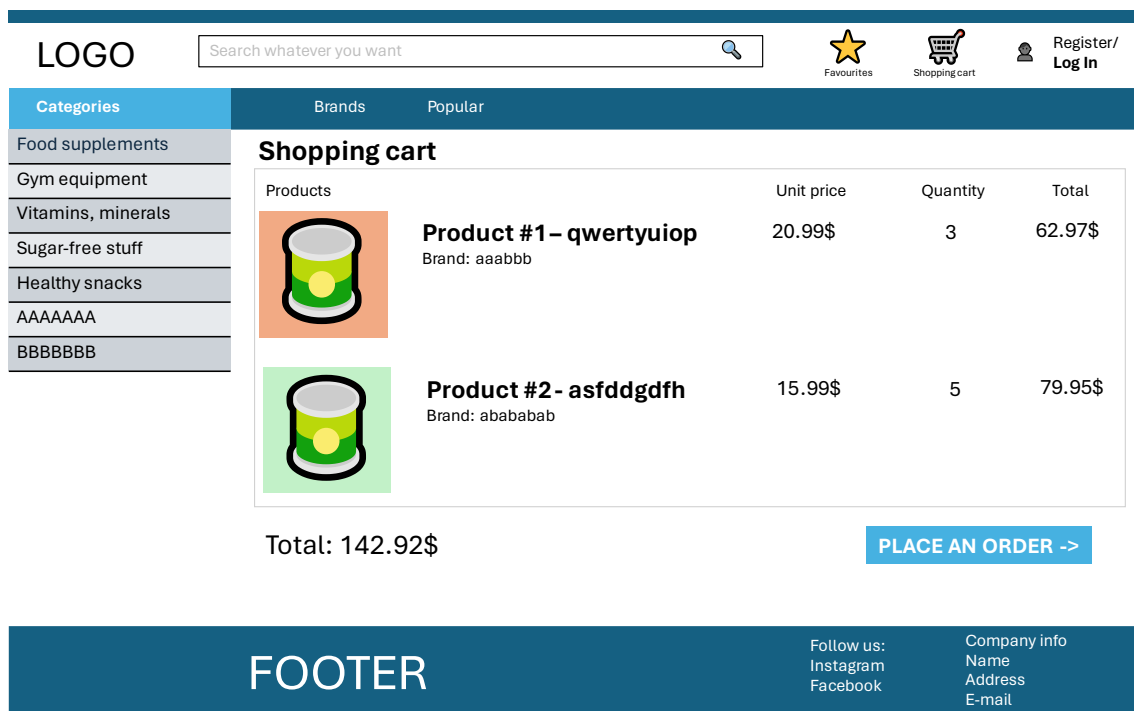 LOGO
Search whatever you want
Favourites
Shopping cart
Register/
Log In
Categories
Brands
Popular
Food supplements
Gym equipment
Vitamins, minerals
Sugar-free stuff
Healthy snacks
AAAAAAA
BBBBBBB
Shopping cart
Products
Unit price
Quantity
Total
Product #1– qwertyuiop
20.99$
3
62.97$
Brand: aaabbb
Product #2- asfddgdfh
15.99$
5
79.95$
Brand: abababab
Total: 142.92$
PLACE AN ORDER ->
FOOTER
Follow us:
Instagram
Facebook
Company info
Name
Address
E-mail